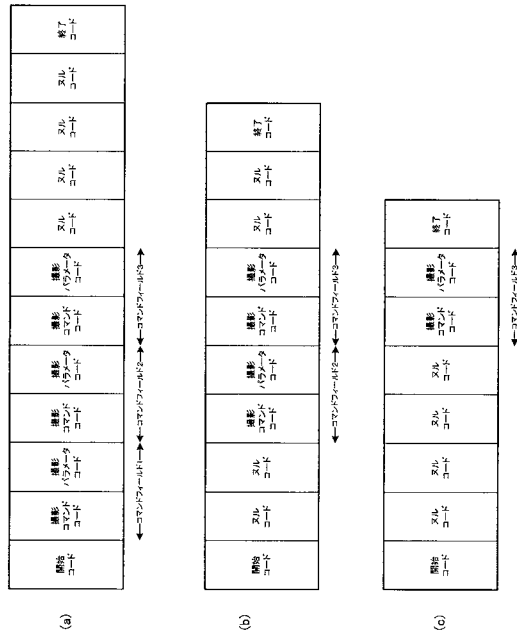 (a)
開始
コード
撮影
コマンド
コード
撮影
パラメータ
コード
撮影
コマンド
コード
撮影
パラメータ
コード
撮影
コマンド
コード
撮影
パラメータ
コード
ヌル
コード
ヌル
コード
ヌル
コード
ヌル
コード
終了
コード
コマンドフィールド1
コマンドフィールド2
コマンドフィールド3
(b)
開始
コード
ヌル
コード
ヌル
コード
撮影
コマンド
コード
撮影
パラメータ
コード
撮影
コマンド
コード
撮影
パラメータ
コード
ヌル
コード
ヌル
コード
終了
コード
コマンドフィールド2
コマンドフィールド3
(c)
開始
コード
ヌル
コード
ヌル
コード
ヌル
コード
ヌル
コード
撮影
コマンド
コード
撮影
パラメータ
コード
終了
コード
コマンドフィールド3